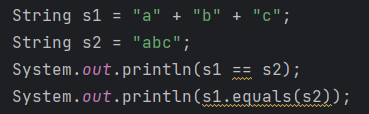 String s1 = "a" + "b" + "c";
String s2 = "abc";
System.out.println(s1 == s2);
System.out.println(s1.equals(s2));